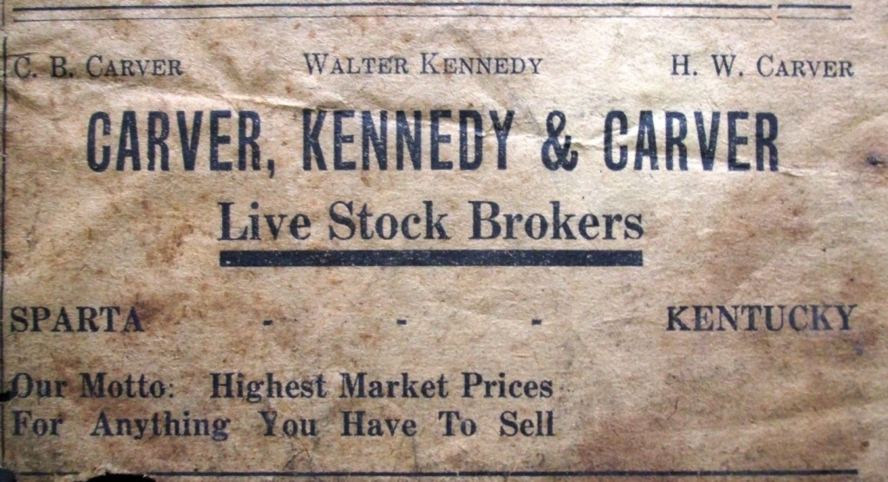 C. B. CARVER WALTER KENNEDY H. W. CARVER
CARVER, KENNEDY & CARVER
Live Stock Brokers
SPARTA - - - KENTUCKY
Our Motto: Highest Market Prices
For Anything You Have To Sell